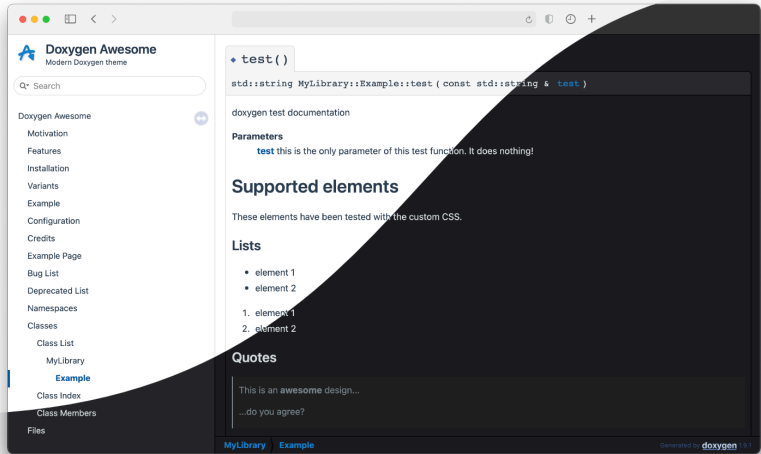 Doxygen Awesome
Modern Doxygen theme
Search
Doxygen Awesome
Motivation
Features
Installation
Variants
Example
Configuration
Credits
Example Page
Bug List
Deprecated List
Namespaces
Classes
Class List
MyLibrary
Example
Class Index
Class Members
Files
◆ test()
std::string MyLibrary::Example::test ( const std::string & test )
doxygen test documentation
Parameters
test this is the only parameter of this test function. It does nothing!
Supported elements
These elements have been tested with the custom CSS.
Lists
• element 1
• element 2
1. element 1
2. element 2
Quotes
This is an awesome design...
...do you agree?
MyLibrary Example
Generated by doxygen 1.9.1